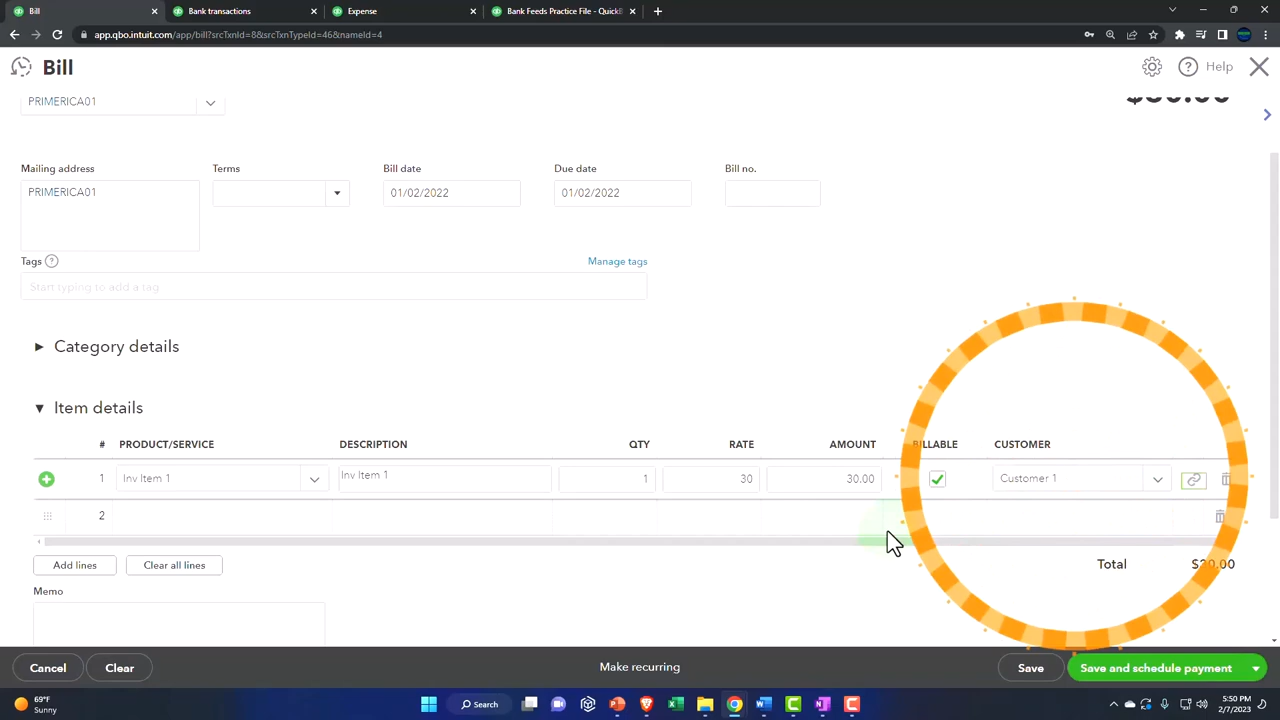 Bill
Bank transactions
Expense
Bank Feeds Practice File - QuickB
app.qbo.intuit.com/app/bill?srcTxnId=8&srcTxnTypeId=46&nameId=4
Bill
Help
PRIMERICA01
Mailing address
Terms
Bill date
Due date
Bill no.
PRIMERICA01
01/02/2022
01/02/2022
Tags ?
Manage tags
Start typing to add a tag
Category details
Item details
# PRODUCT/SERVICE DESCRIPTION QTY RATE AMOUNT BILLABLE CUSTOMER
1 Inv Item 1 Inv Item 1 1 30 30.00 Customer 1
2
Add lines
Clear all lines
Total
Memo
Cancel
Clear
Make recurring
Save
Save and schedule payment
69°F
Sunny
Search
5:50 PM
2/7/2023